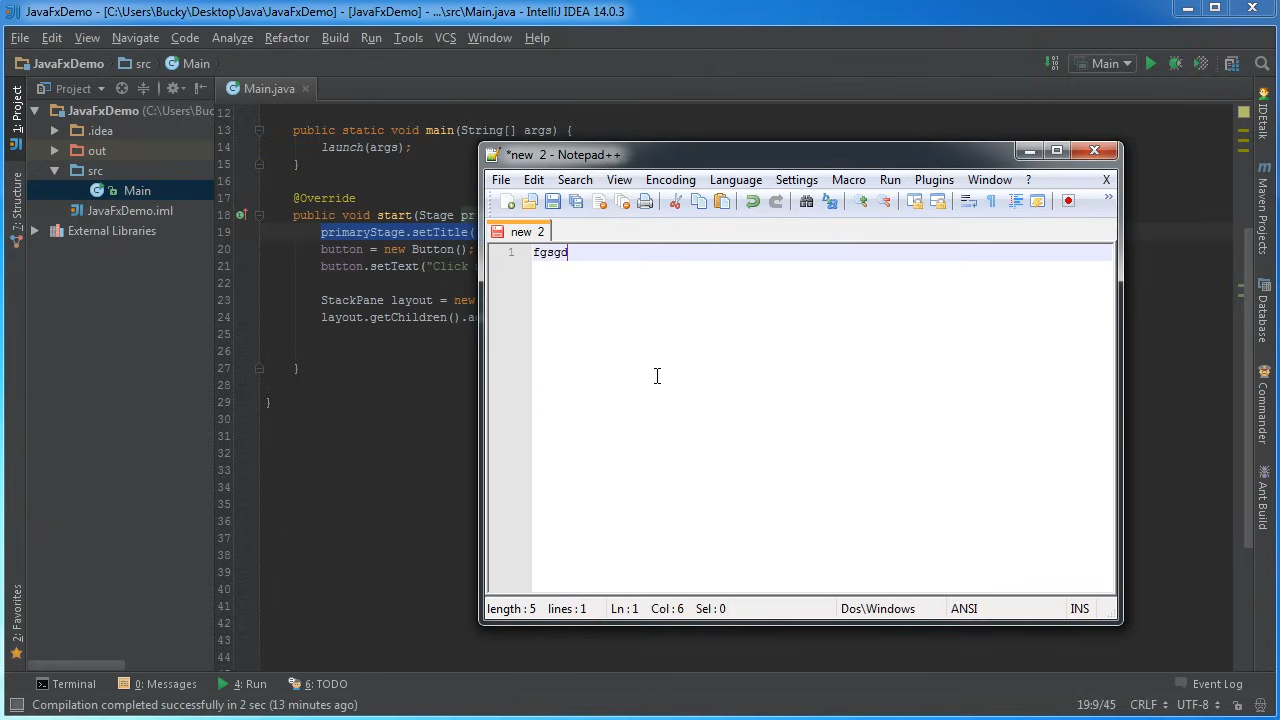 JavaFxDemo - [C:\Users\Bucky\Desktop\Java\JavaFxDemo] - [JavaFxDemo] - ...\src\Main.java - IntelliJ IDEA 14.0.3
File Edit View Navigate Code Analyze Refactor Build Run Tools VCS Window Help
JavaFxDemo src Main
Main
1: Project
Project
Main.java
JavaFxDemo (C:\Users\Buc
.idea
out
src
Main
JavaFxDemo.iml
External Libraries
7: Structure
2: Favorites
12
13 public static void main(String[] args) {
14 launch(args);
15 }
16
17 @Override
18 public void start(Stage pr
19 primaryStage.setTitle(
20 button = new Button();
21 button.setText("Click
22
23 StackPane layout = new
24 layout.getChildren().a
25
26
27 }
28
29 }
30
31
32
33
34
35
36
37
38
39
40
41
42
43
44
*new 2 - Notepad++
File Edit Search View Encoding Language Macro Settings Run Plugins Window ? X
new 2
1 fgsgd
length : 5 lines : 1 Ln : 1 Col : 6 Sel : 0 Dos\Windows ANSI INS
IDEtalk
Maven Projects
Database
Commander
Ant Build
Terminal 0: Messages 4: Run 6: TODO Event Log
Compilation completed successfully in 2 sec (13 minutes ago) 19:9/45 CRLF UTF-8